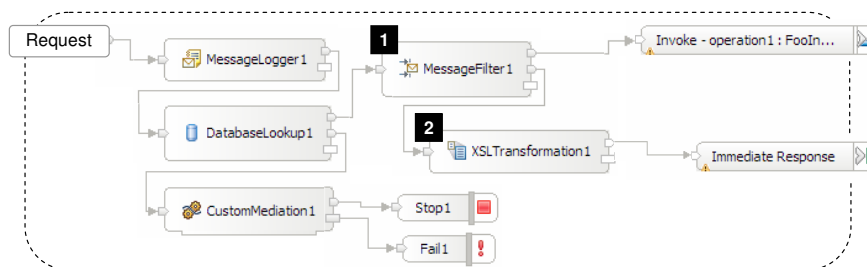 Request
MessageLogger1
1
MessageFilter1
Invoke - operation1 : FooIn...
DatabaseLookup1
2
XSLTransformation1
Immediate Response
CustomMediation1
Stop1
Fail1